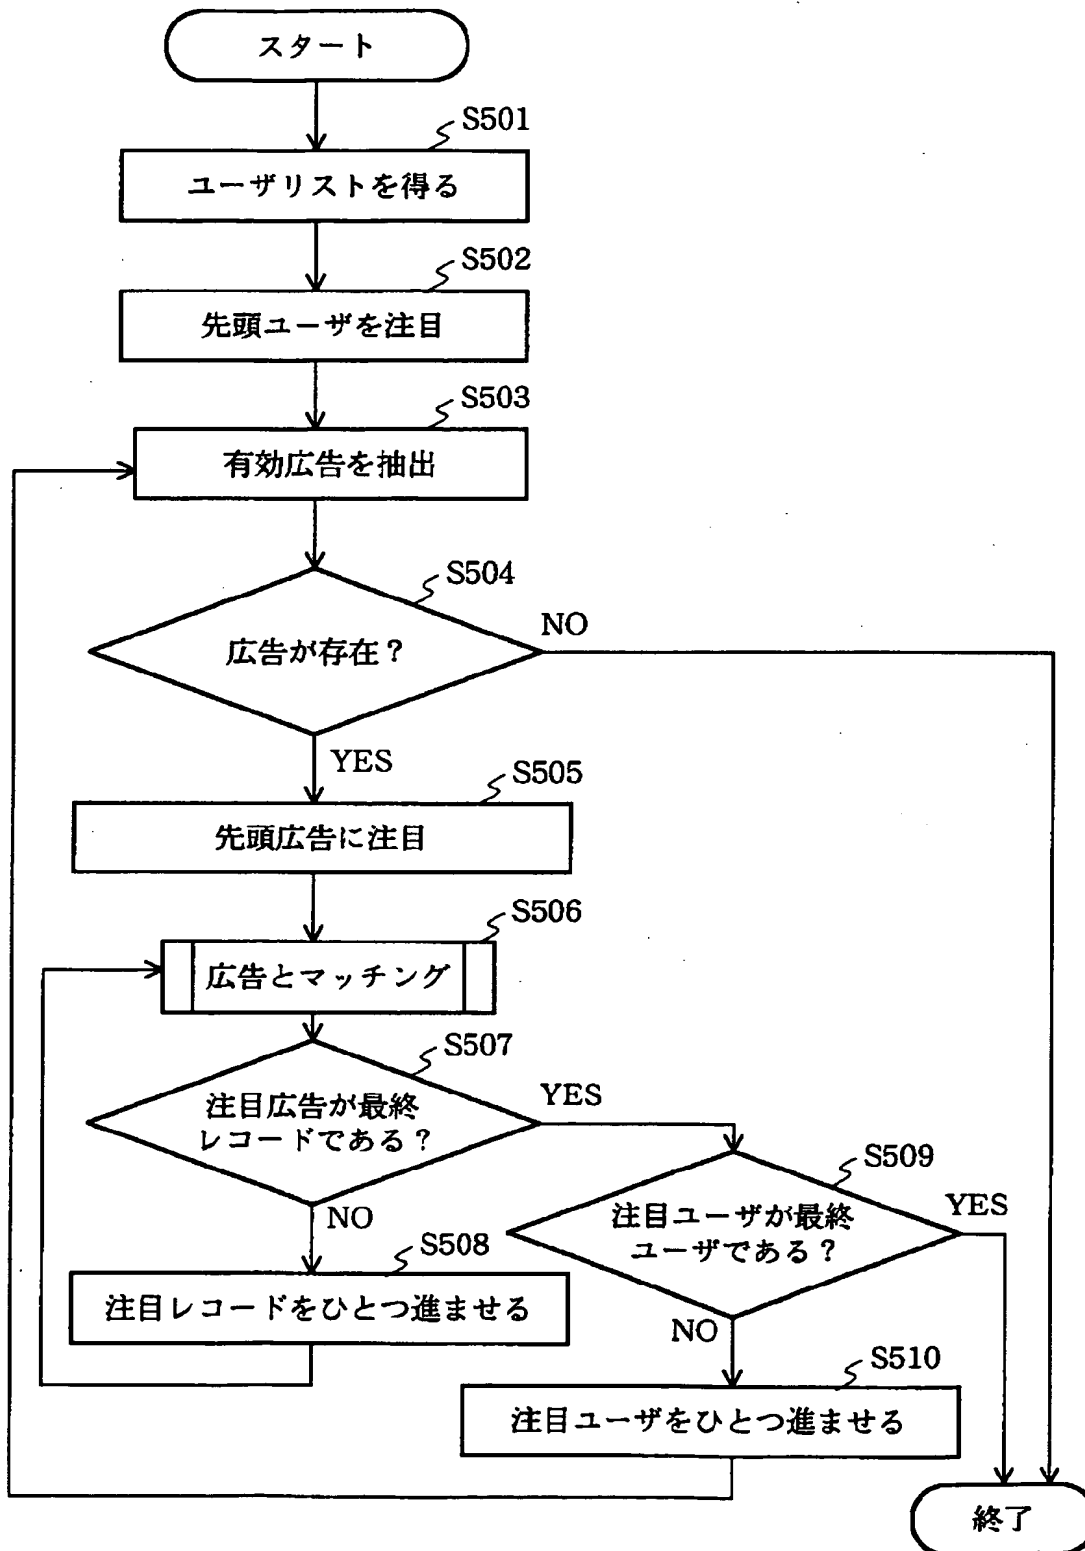 スタート
S501
ユーザリストを得る
S502
先頭ユーザを注目
S503
有効広告を抽出
S504
広告が存在?
NO
YES
S505
先頭広告に注目
S506
広告とマッチング
S507
注目広告が最終
レコードである?
YES
NO
S508
注目レコードをひとつ進ませる
S509
注目ユーザが最終
ユーザである?
YES
NO
S510
注目ユーザをひとつ進ませる
終了